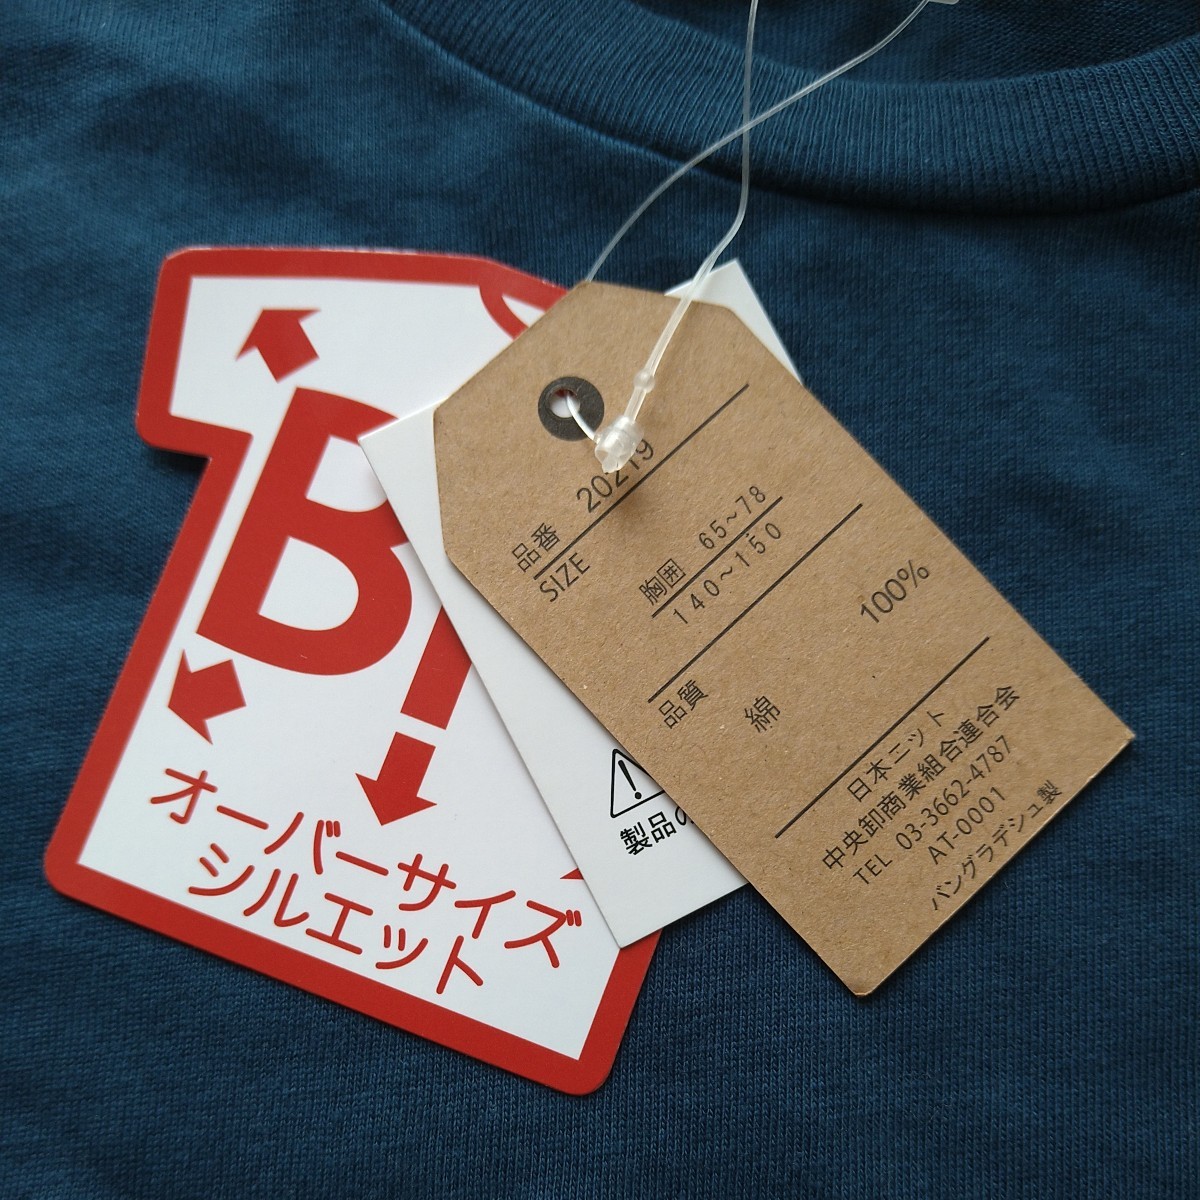 B
オーバーサイズ
シルエット
製品の
品番 20219
SIZE
胸囲 65~78
140~150
品質
綿 100%
日本ニット
中央卸商業組合連合会
TEL 03-3662-4787
AT-0001
バングラデシュ製